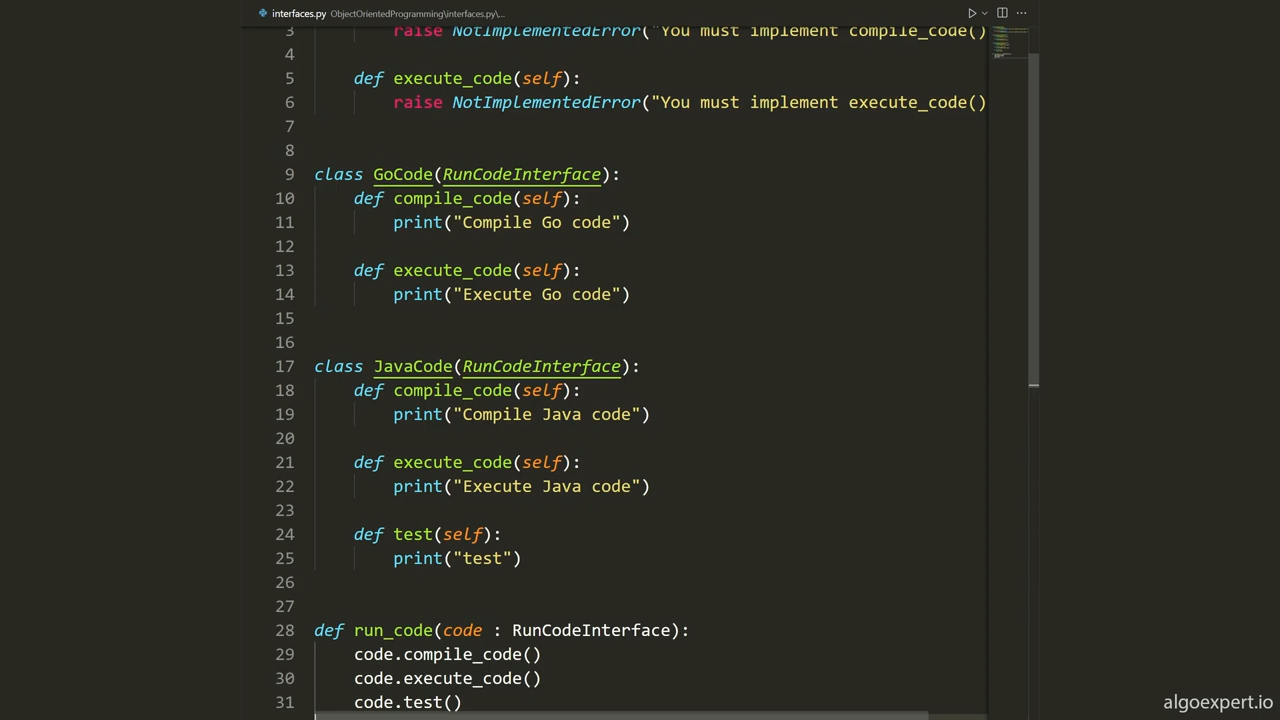 interfaces.py ObjectOrientedProgramming\interfaces.py\...
3 raise NotImplementedError("You must implement compile_code()
4
5 def execute_code(self):
6 raise NotImplementedError("You must implement execute_code()
7
8
9 class GoCode(RunCodeInterface):
10 def compile_code(self):
11 print("Compile Go code")
12
13 def execute_code(self):
14 print("Execute Go code")
15
16
17 class JavaCode(RunCodeInterface):
18 def compile_code(self):
19 print("Compile Java code")
20
21 def execute_code(self):
22 print("Execute Java code")
23
24 def test(self):
25 print("test")
26
27
28 def run_code(code : RunCodeInterface):
29 code.compile_code()
30 code.execute_code()
31 code.test()
algoexpert.io